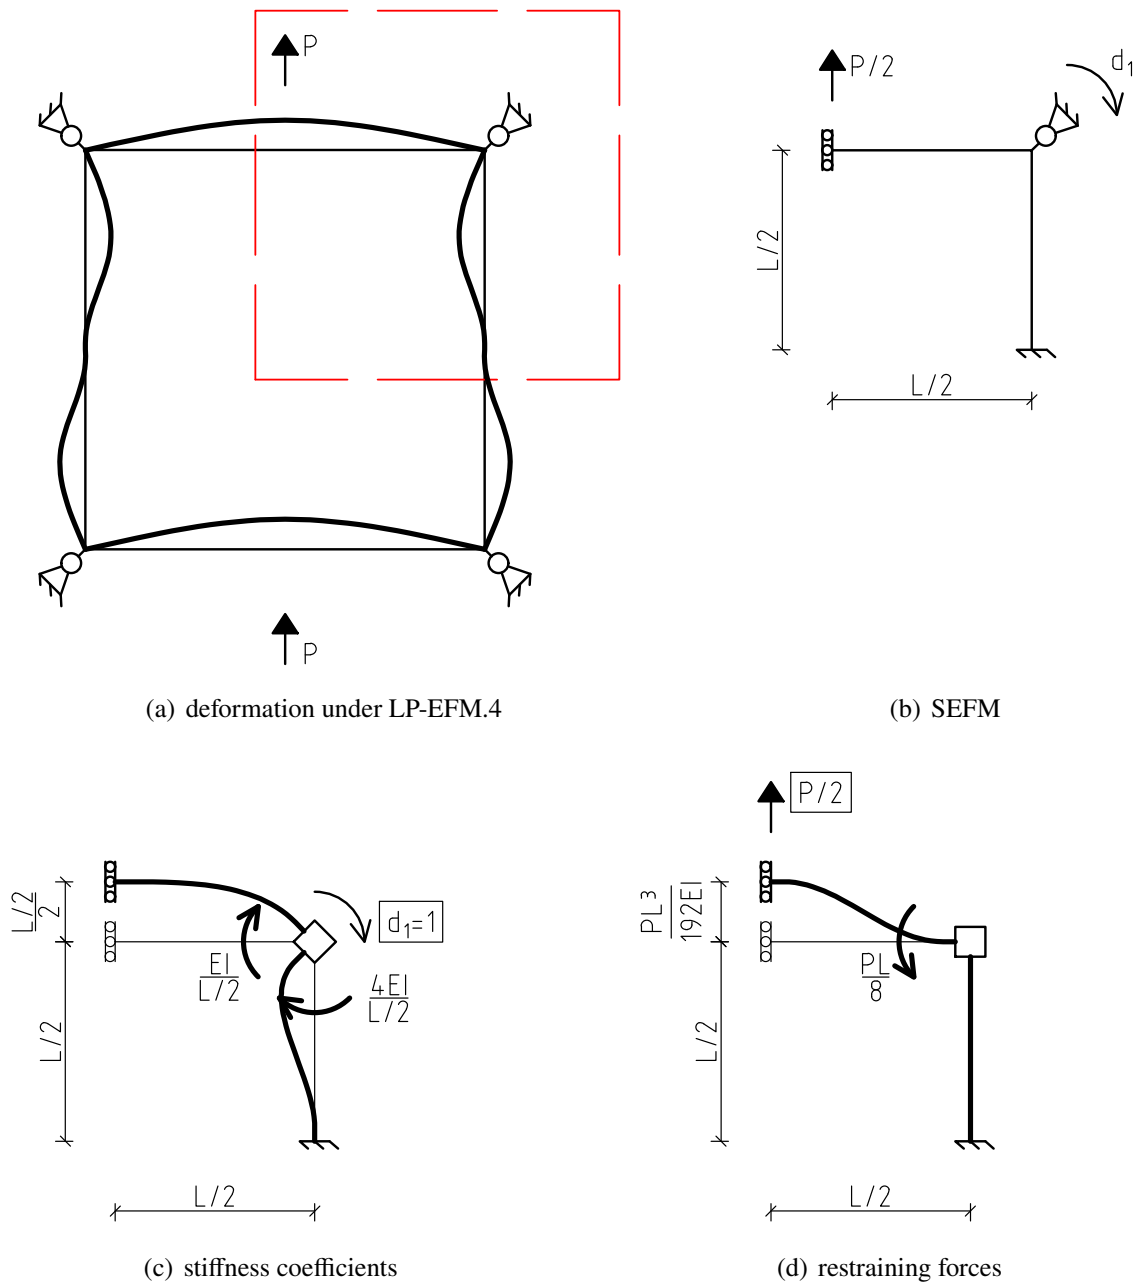 P
P
(a) deformation under LP-EFM.4
P/2
d₁
L/2
L/2
(b) SEFM
L/2
2
L/2
EI
L/2
4EI
L/2
d₁=1
L/2
(c) stiffness coefficients
P/2
PL³
192EI
L/2
PL
8
L/2
(d) restraining forces